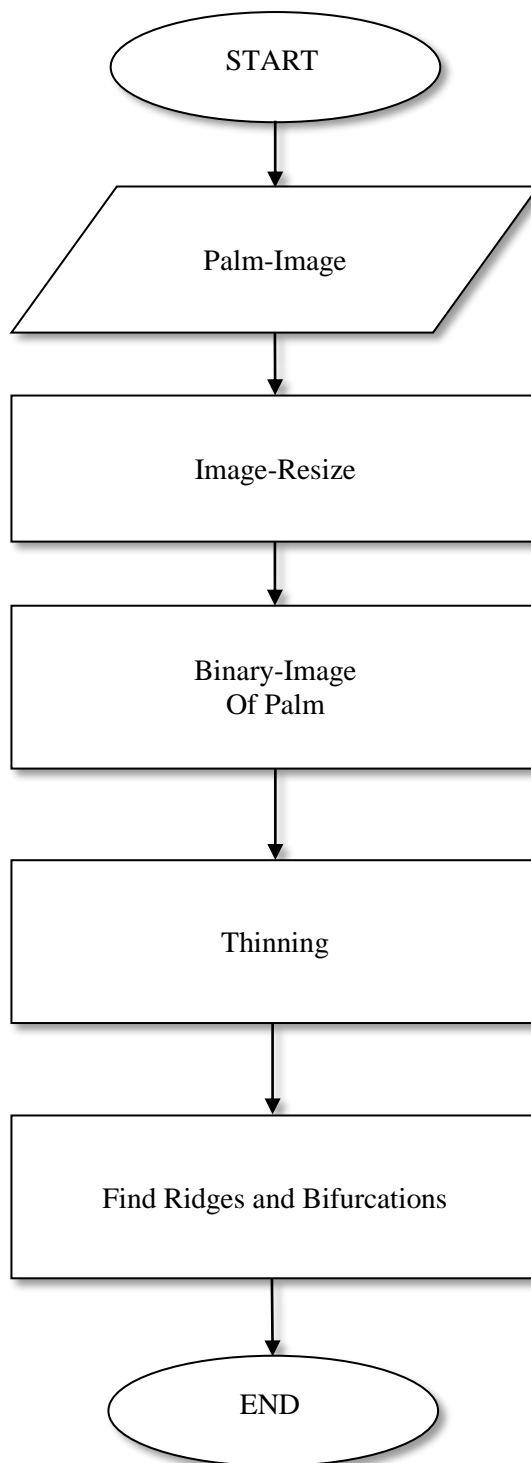 START
Palm-Image
Image-Resize
Binary-Image
Of Palm
Thinning
Find Ridges and Bifurcations
END